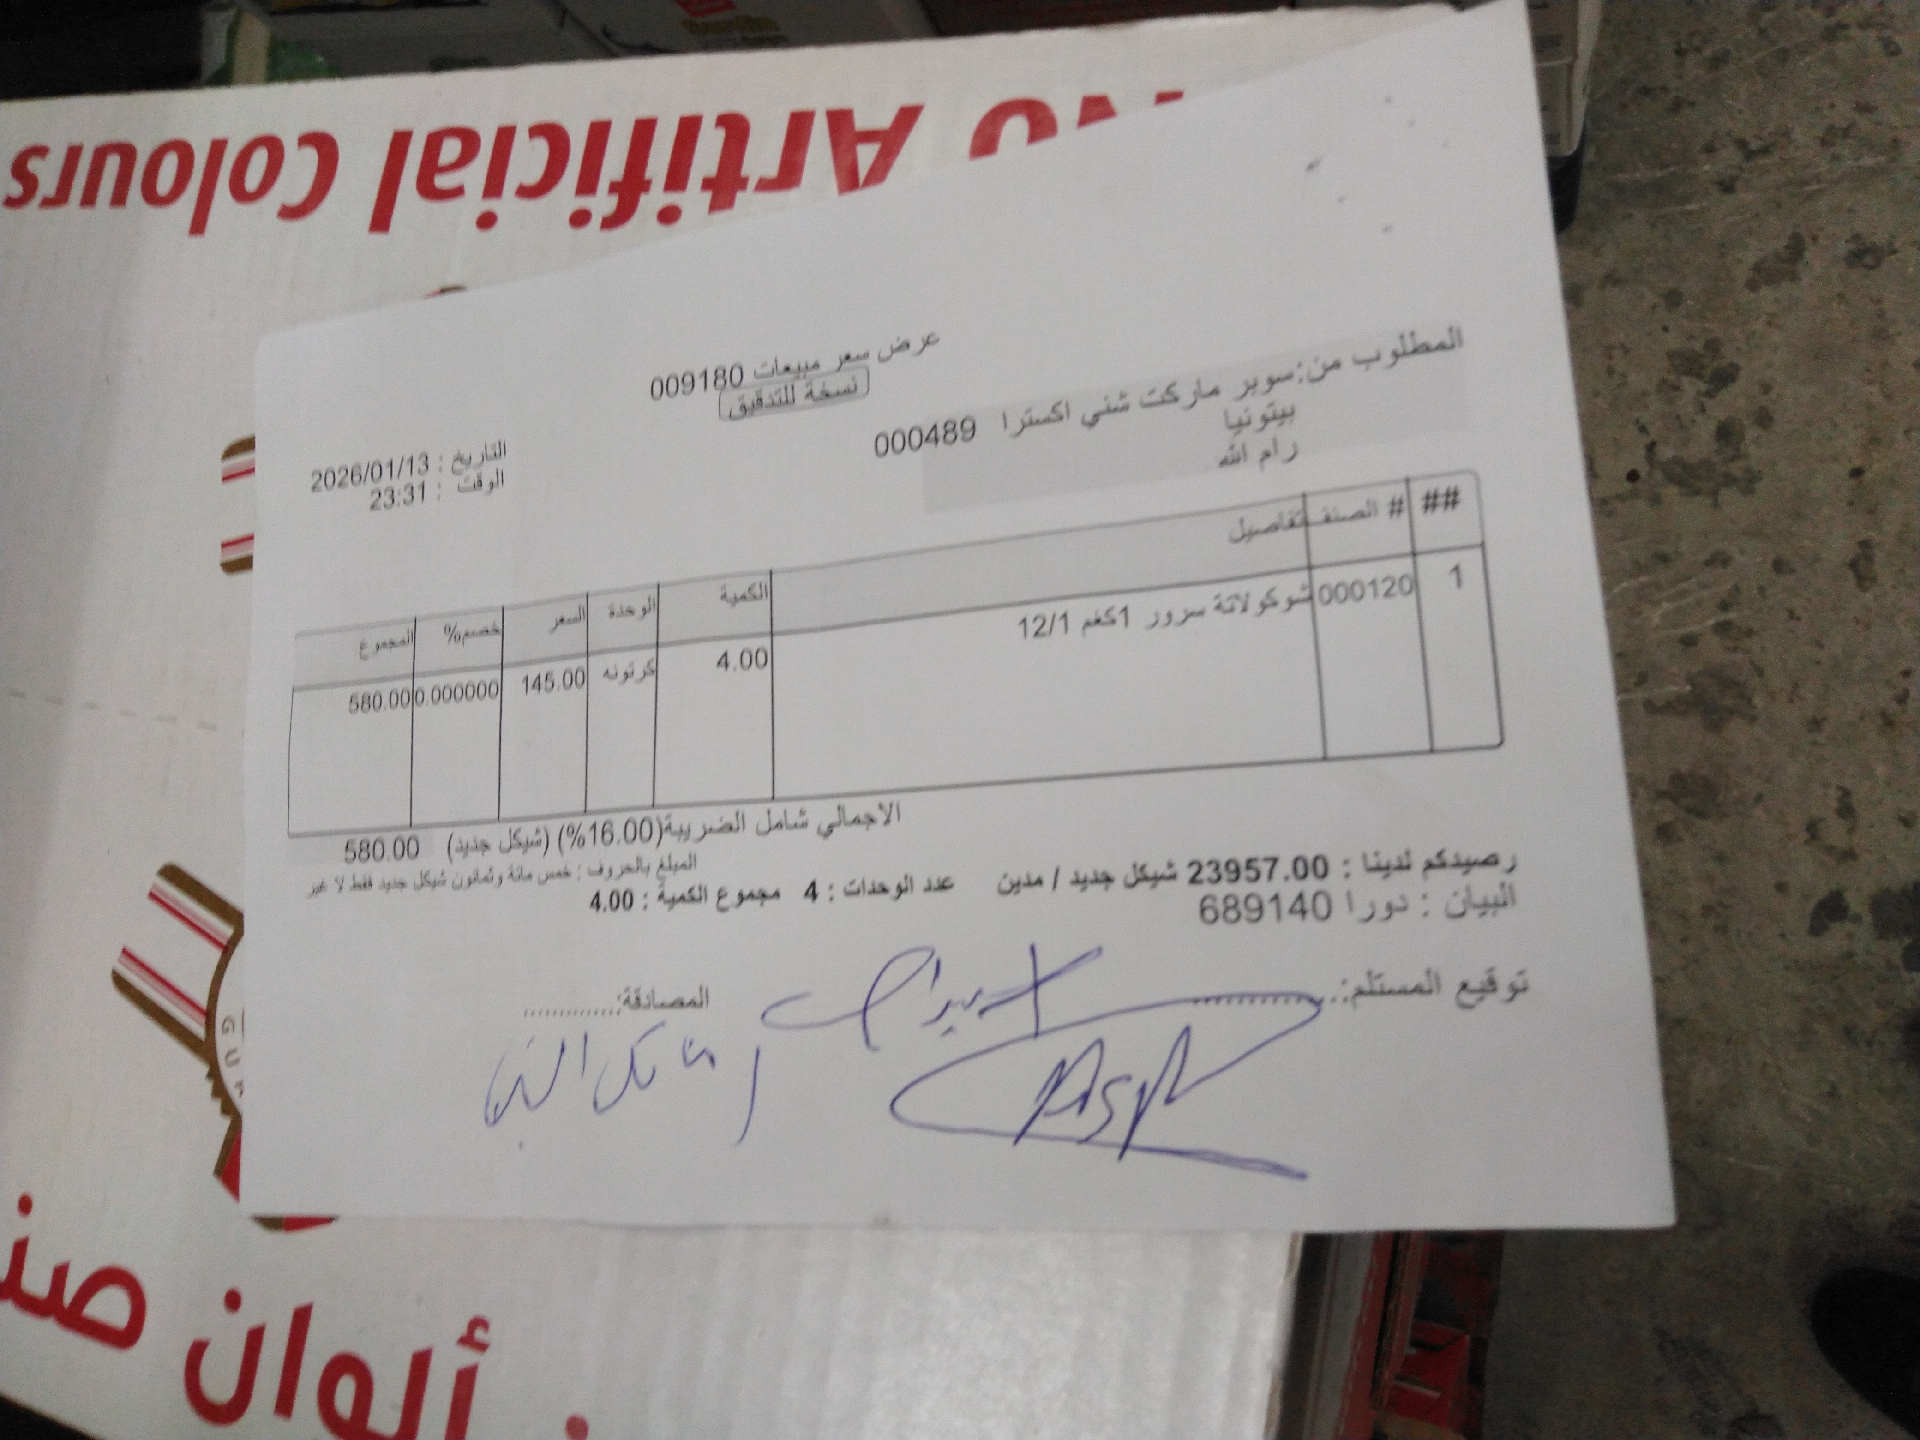 No Artificial Colours
عرض سعر مبيعات 009180
نسخة للتدقيق
المطلوب من:سوبر ماركت شني اكسترا 000489
بيتونيا
رام الله
التاريخ : 2026/01/13
الوقت : 23:31
## # الصنف تفاصيل الكمية الوحدة السعر خصم% المجموع
1 000120 شوكولاتة سرور 1كغم 12/1 4.00 كرتونه 145.00 0.000000 580.00
الاجمالي شامل الضريبة(16.00%) (شيكل جديد) 580.00
المبلغ بالحروف : خمس مائة وثمانون شيكل جديد فقط لا غير
رصيدكم لدينا : 23957.00 شيكل جديد / مدين عدد الوحدات : 4 مجموع الكمية : 4.00
البيان : دورا 689140
توقيع المستلم:............... المصادقة:..............
ألوان